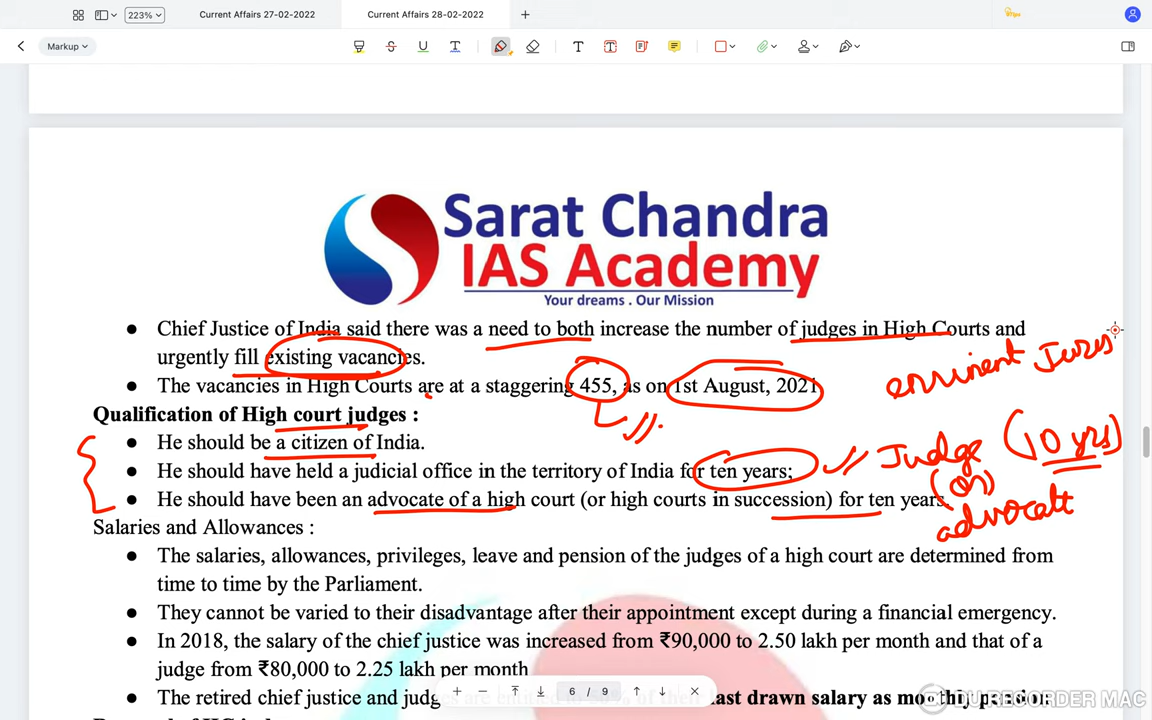 223%
Current Affairs 27-02-2022
Current Affairs 28-02-2022
Markup
Sarat Chandra
IAS Academy
Your dreams . Our Mission
Chief Justice of India said there was a need to both increase the number of judges in High Courts and
urgently fill existing vacancies.
The vacancies in High Courts are at a staggering 455, as on 1st August, 2021
eminent Juris
Qualification of High court judges :
He should be a citizen of India.
He should have held a judicial office in the territory of India for ten years;
Judge (10 yrs)
(or)
He should have been an advocate of a high court (or high courts in succession) for ten years.
advocate
Salaries and Allowances :
The salaries, allowances, privileges, leave and pension of the judges of a high court are determined from
time to time by the Parliament.
They cannot be varied to their disadvantage after their appointment except during a financial emergency.
In 2018, the salary of the chief justice was increased from ₹90,000 to 2.50 lakh per month and that of a
judge from ₹80,000 to 2.25 lakh per month
The retired chief justice and last drawn salary as monthly pension.
6 / 9
DU RECORDER MAC